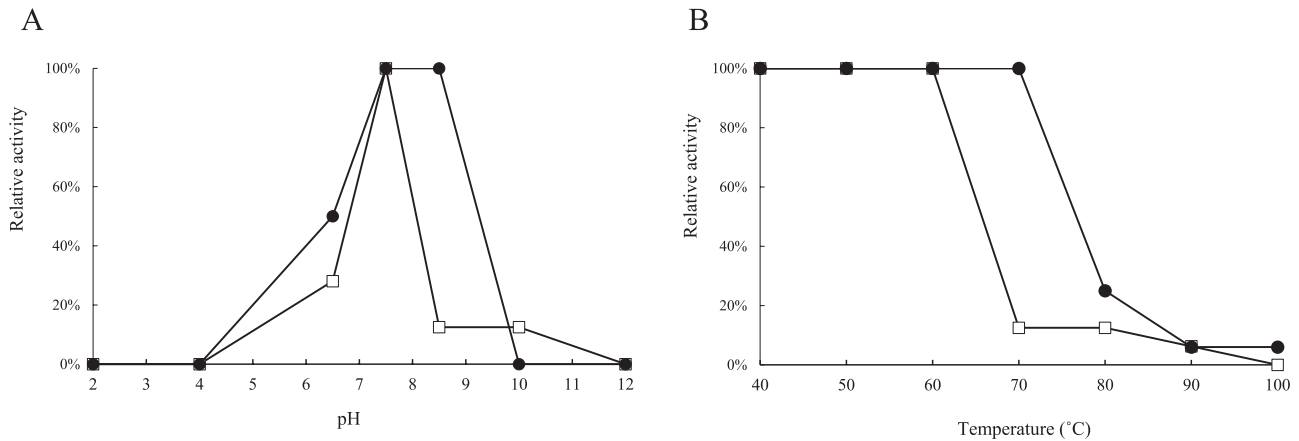 A
100%
80%
60%
40%
20%
0%
Relative activity
2 3 4 5 6 7 8 9 10 11 12
pH
B
100%
80%
60%
40%
20%
0%
Relative activity
40 50 60 70 80 90 100
Temperature (˚C)